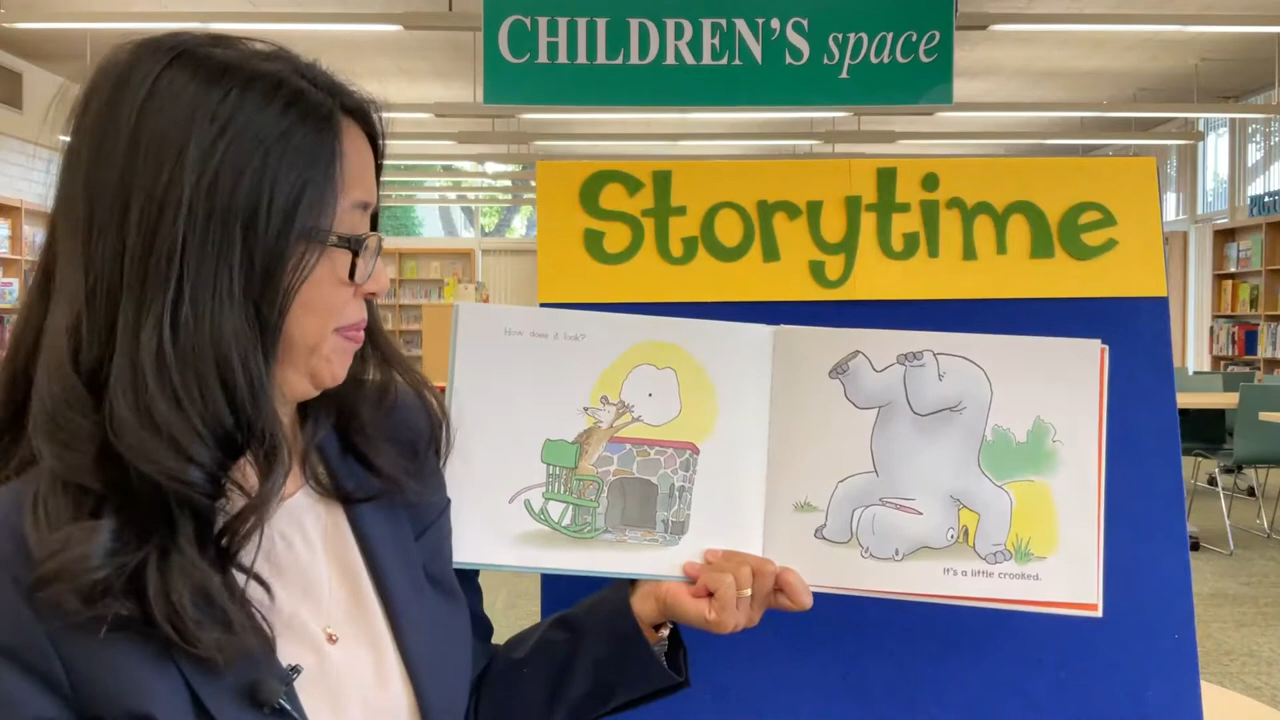 CHILDREN'S space
Storytime
How does it look?
It's a little crooked.